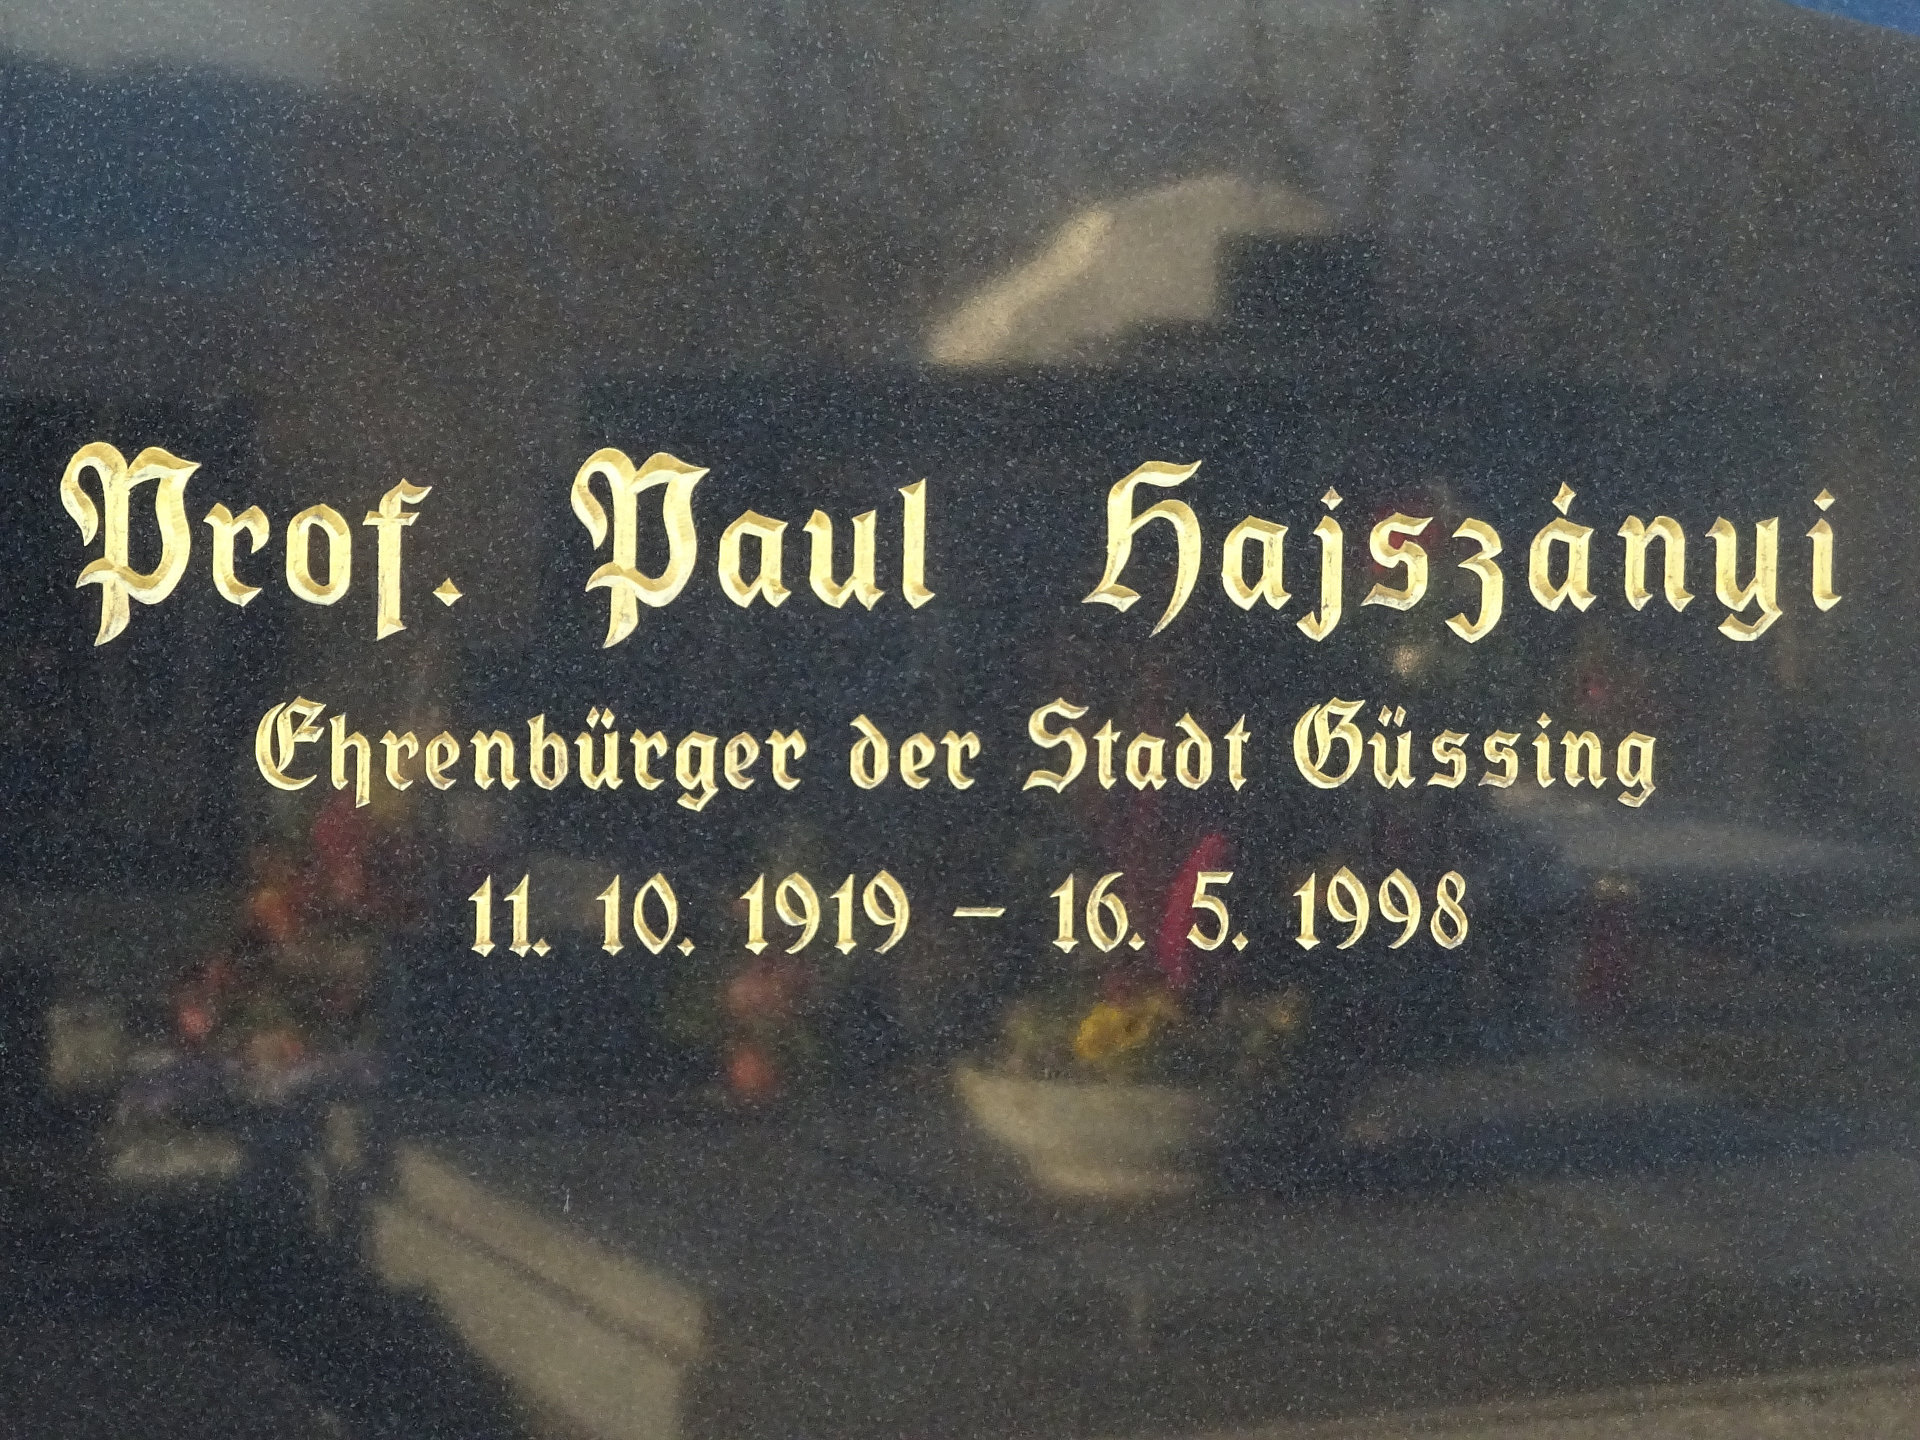 Prof. Paul Hajszányi
Ehrenbürger der Stadt Güssing
11. 10. 1919 – 16. 5. 1998